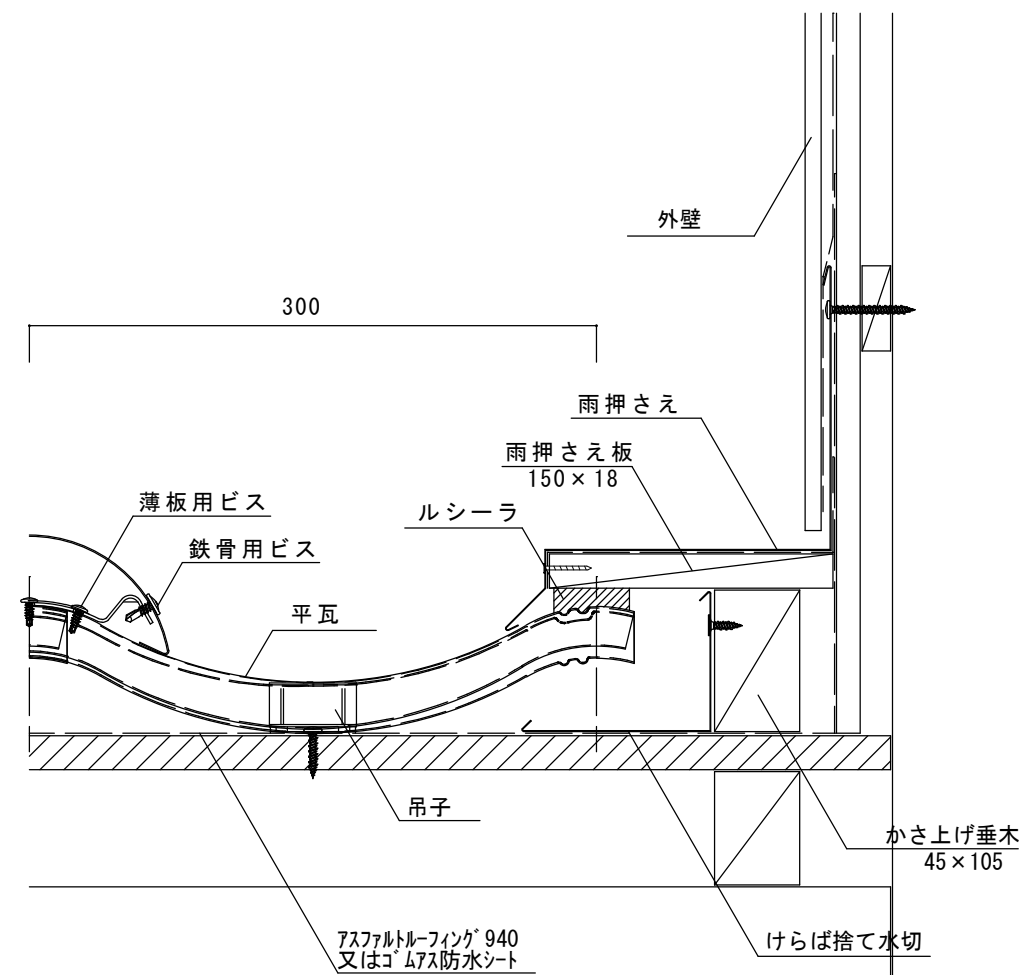 外壁
300
雨押さえ
雨押さえ板
150×18
薄板用ビス
ルシーラ
鉄骨用ビス
平瓦
吊子
かさ上げ垂木
45×105
ｱｽﾌｧﾙﾄﾙｰﾌｨﾝｸﾞ940
又はｺﾞﾑｱｽ防水ｼｰﾄ
けらば捨て水切